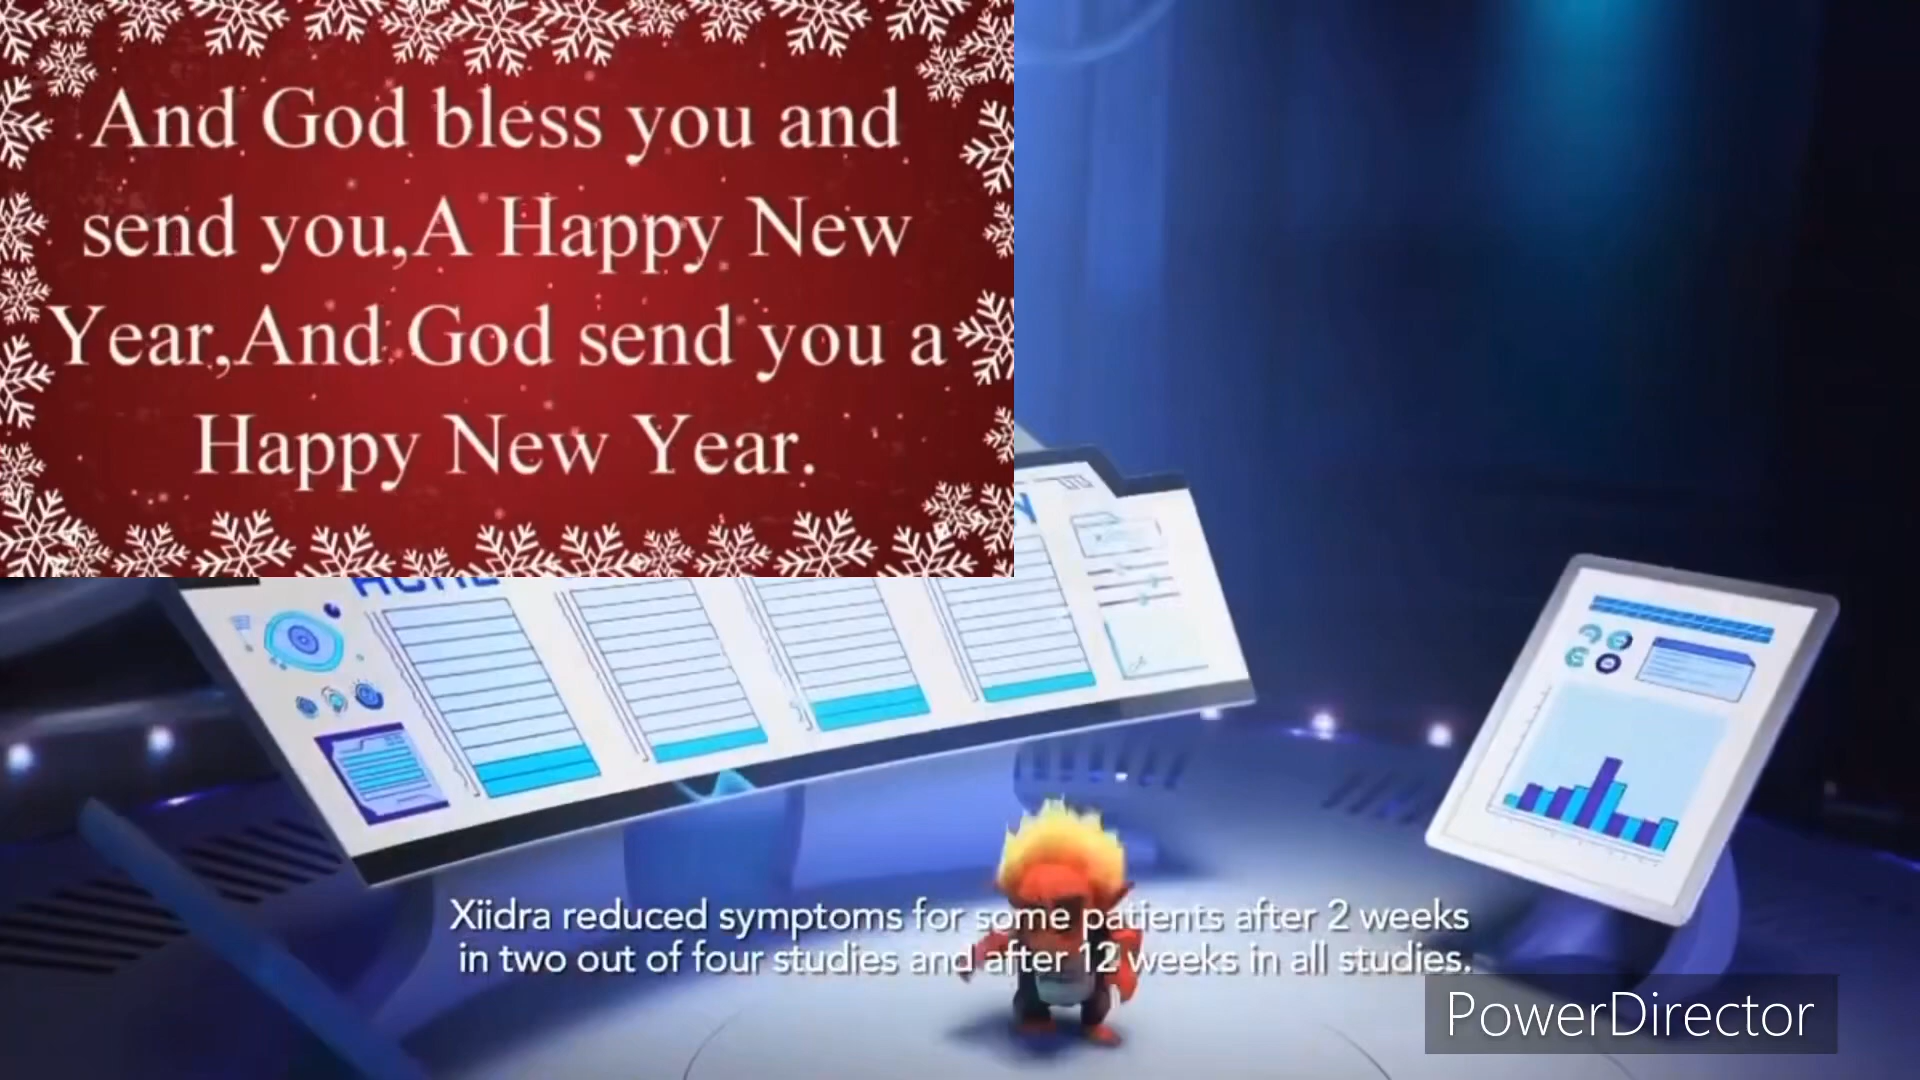 And God bless you and
send you,A Happy New
Year,And God send you a
Happy New Year.
Xiidra reduced symptoms for some patients after 2 weeks
in two out of four studies and after 12 weeks in all studies.
PowerDirector